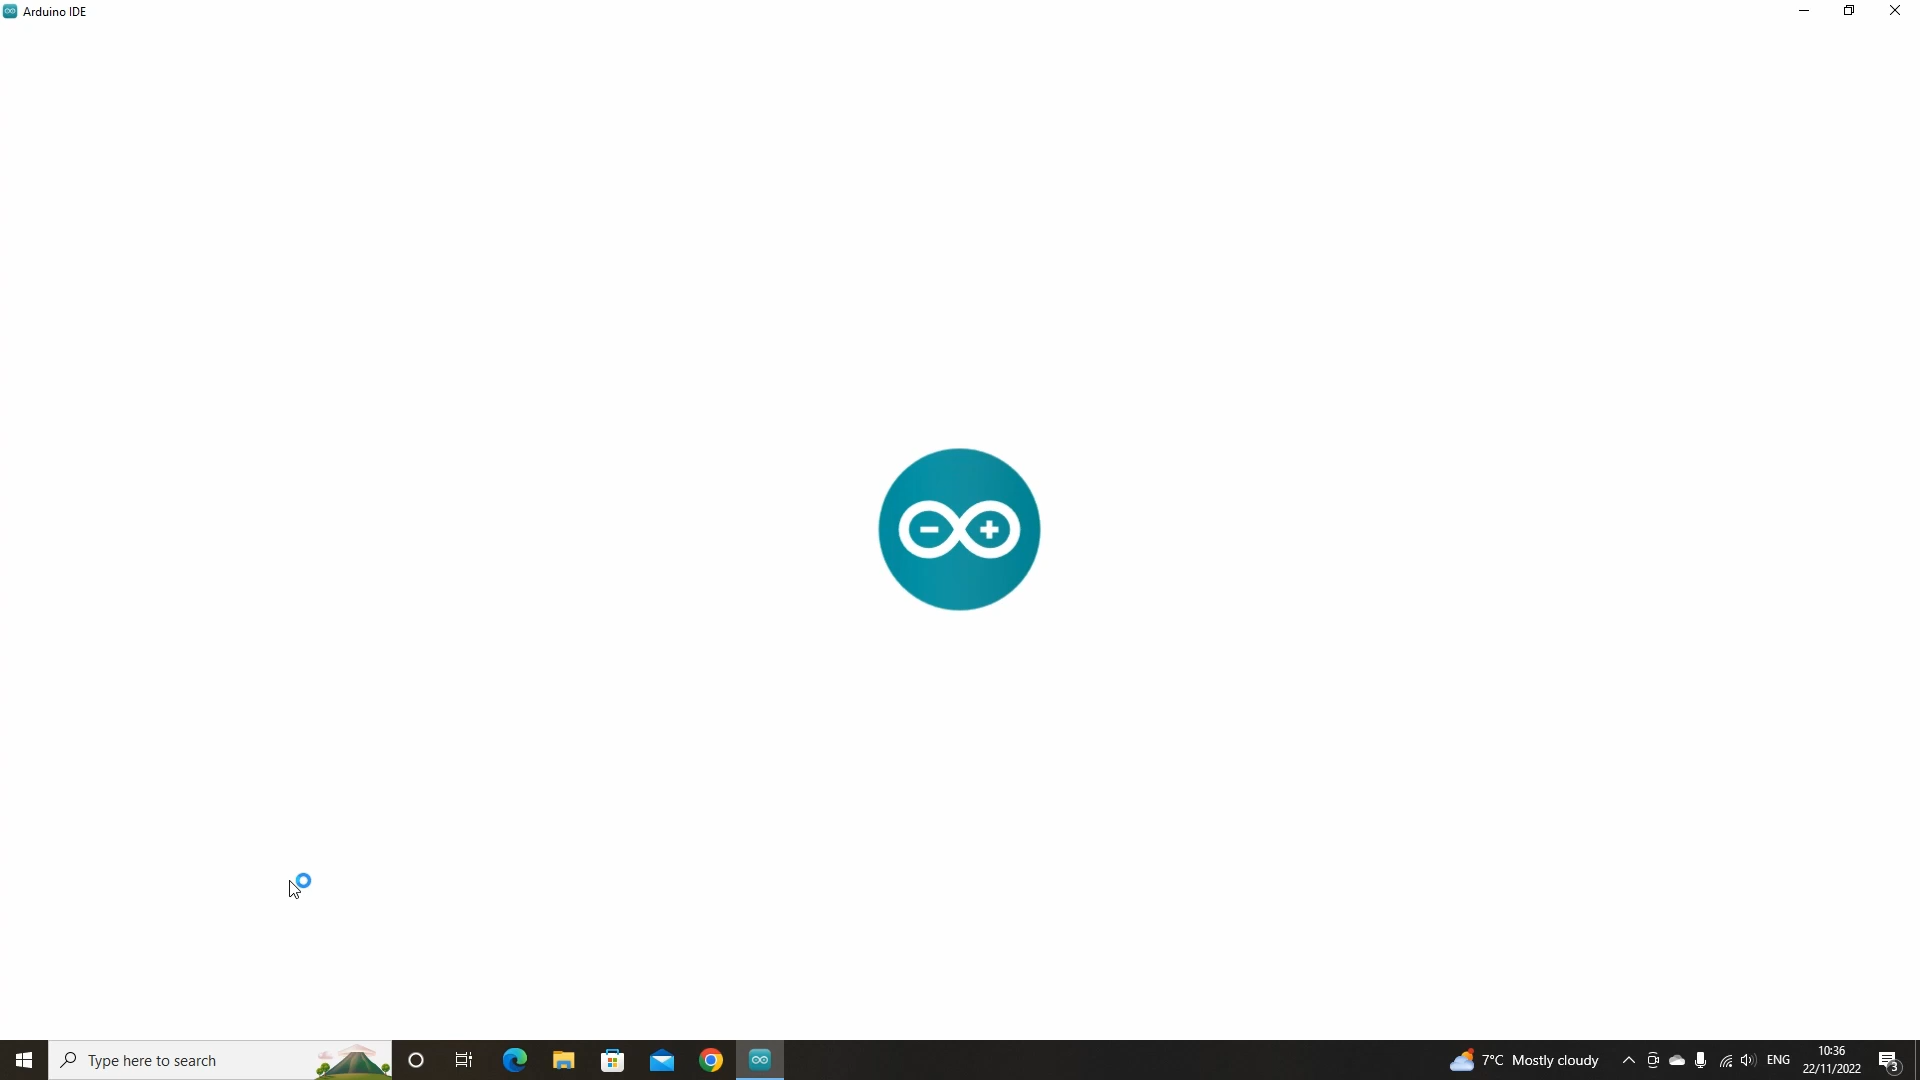 Arduino IDE
Type here to search
7°C Mostly cloudy
ENG
10:36
22/11/2022
3